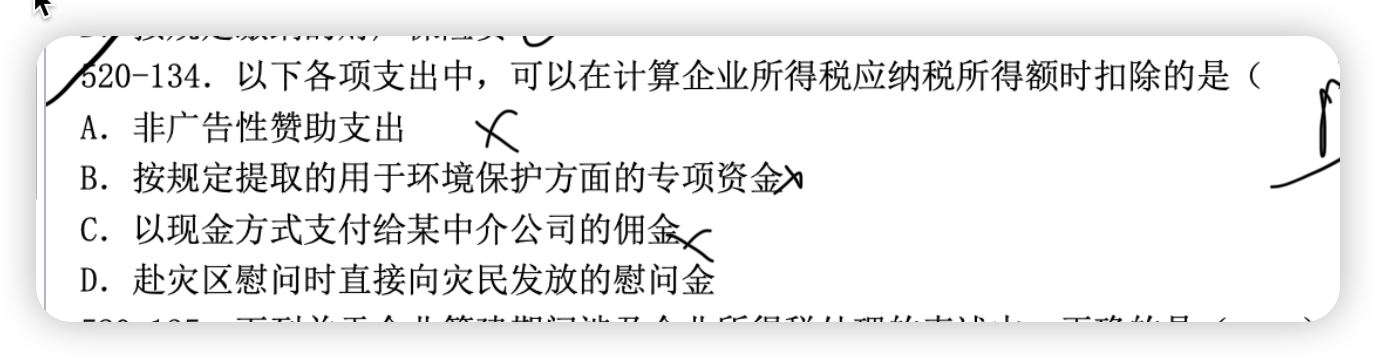 520-134. 以下各项支出中，可以在计算企业所得税应纳税所得额时扣除的是（
A. 非广告性赞助支出
B. 按规定提取的用于环境保护方面的专项资金
C. 以现金方式支付给某中介公司的佣金
D. 赴灾区慰问时直接向灾民发放的慰问金